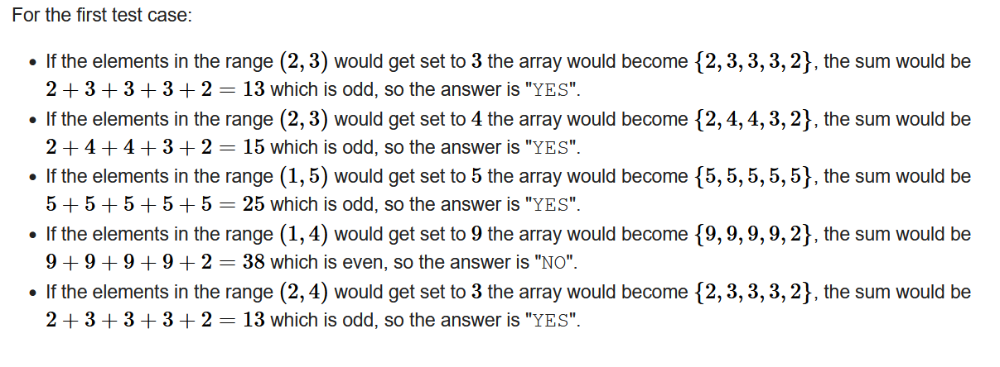 For the first test case:
• If the elements in the range (2, 3) would get set to 3 the array would become {2, 3, 3, 3, 2}, the sum would be
2 + 3 + 3 + 3 + 2 = 13 which is odd, so the answer is "YES".
• If the elements in the range (2, 3) would get set to 4 the array would become {2, 4, 4, 3, 2}, the sum would be
2 + 4 + 4 + 3 + 2 = 15 which is odd, so the answer is "YES".
• If the elements in the range (1, 5) would get set to 5 the array would become {5, 5, 5, 5, 5}, the sum would be
5 + 5 + 5 + 5 + 5 = 25 which is odd, so the answer is "YES".
• If the elements in the range (1, 4) would get set to 9 the array would become {9, 9, 9, 9, 2}, the sum would be
9 + 9 + 9 + 9 + 2 = 38 which is even, so the answer is "NO".
• If the elements in the range (2, 4) would get set to 3 the array would become {2, 3, 3, 3, 2}, the sum would be
2 + 3 + 3 + 3 + 2 = 13 which is odd, so the answer is "YES".